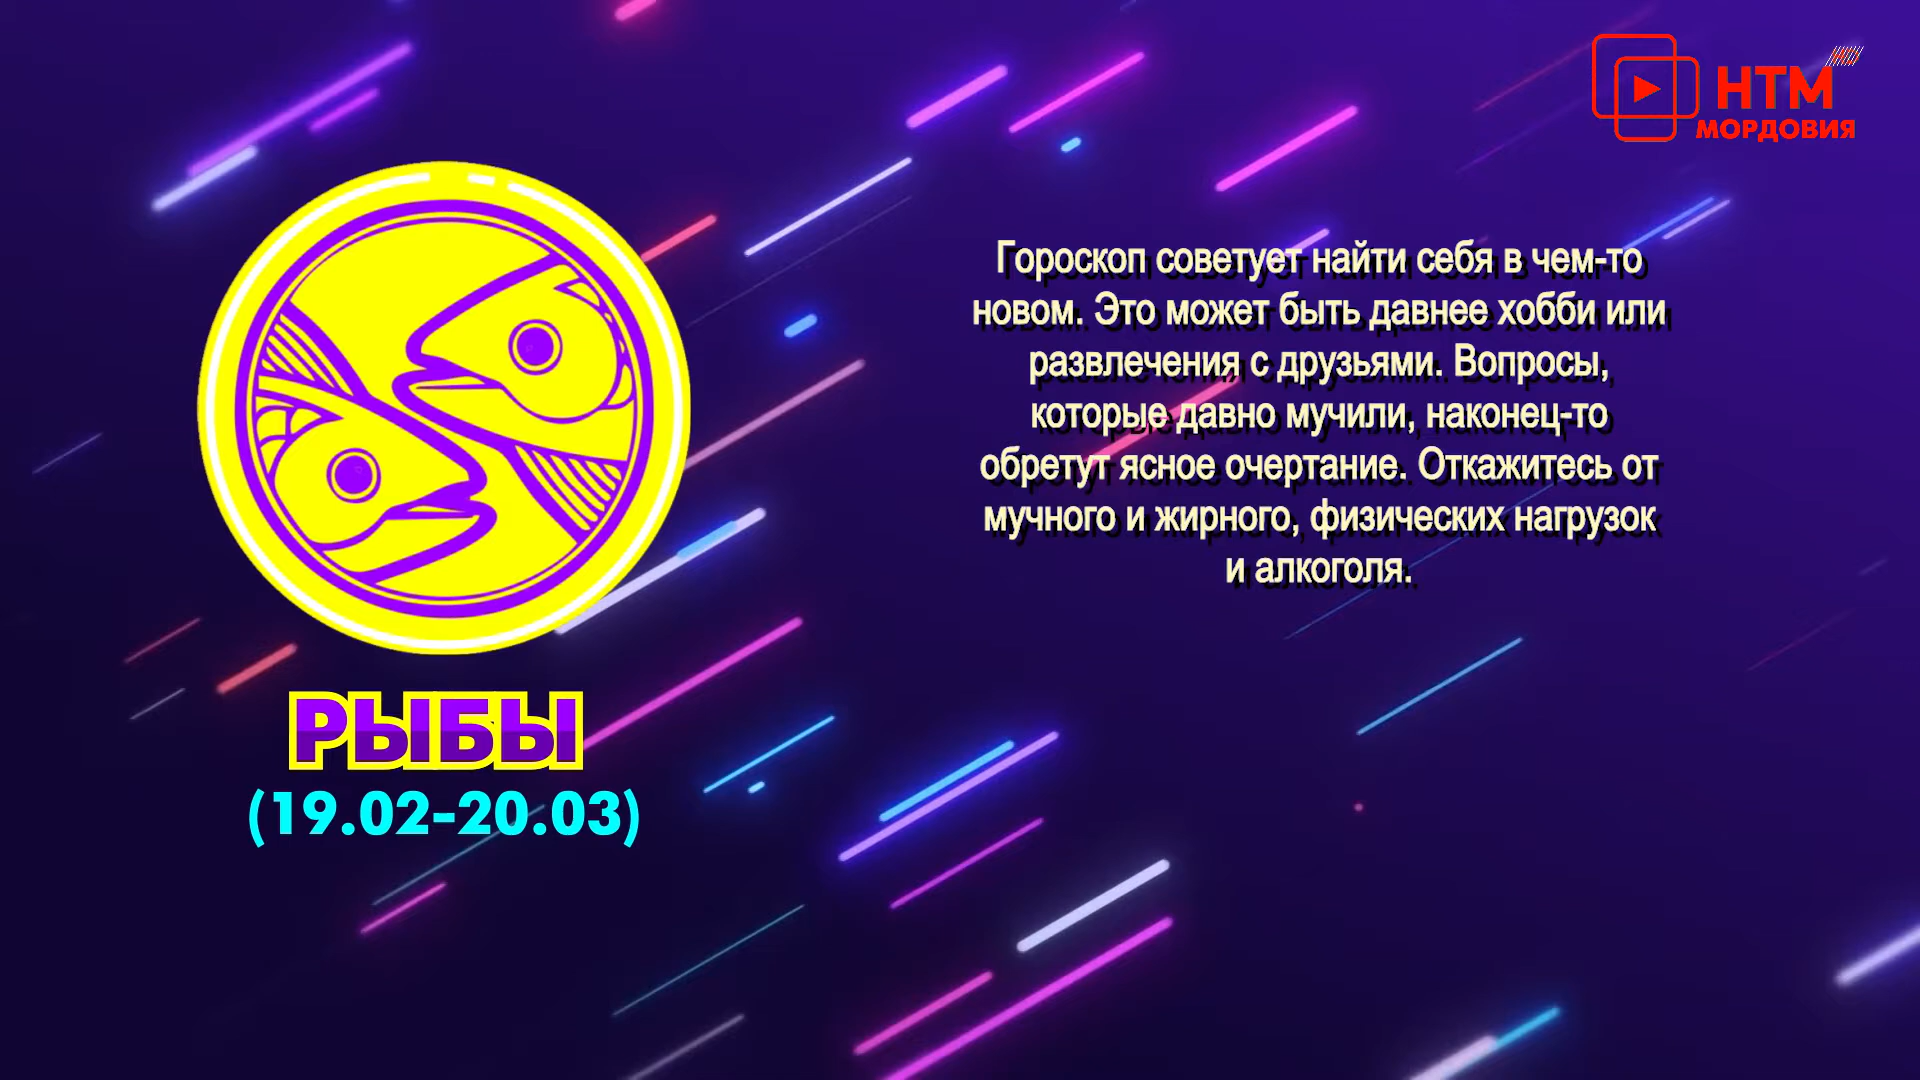 НТМ
МОРДОВИЯ
Гороскоп советует найти себя в чем-то
новом. Это может быть давнее хобби или
развлечения с друзьями. Вопросы,
которые давно мучили, наконец-то
обретут ясное очертание. Откажитесь от
мучного и жирного, физических нагрузок
и алкоголя.
РЫБЫ
(19.02-20.03)